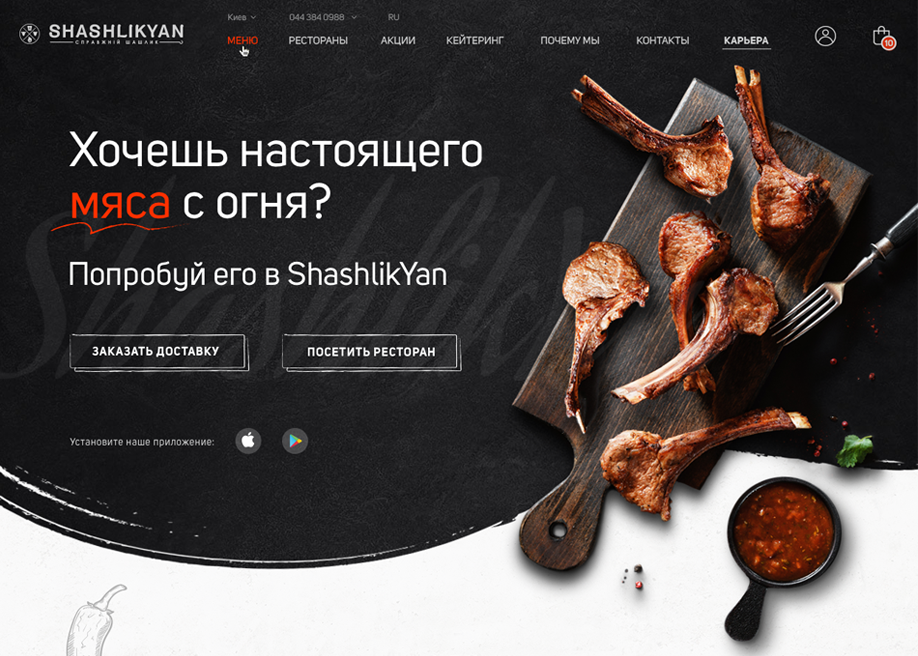 SHASHLIKYAN
СПРАВЖНІЙ ШАШЛИК
Киев 044 384 0988 RU
МЕНЮ РЕСТОРАНЫ АКЦИИ КЕЙТЕРИНГ ПОЧЕМУ МЫ КОНТАКТЫ КАРЬЕРА
10
Хочешь настоящего
мяса с огня?
Попробуй его в ShashlikYan
ЗАКАЗАТЬ ДОСТАВКУ ПОСЕТИТЬ РЕСТОРАН
Установите наше приложение:
ShashlikY